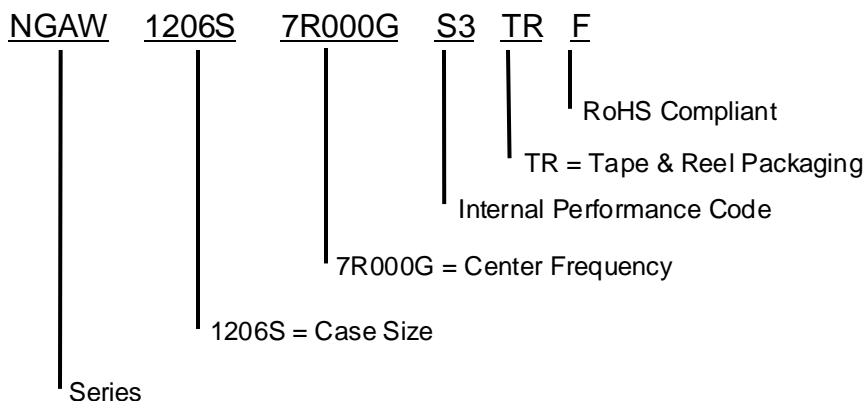 NGAW 1206S 7R000G S3 TR F
RoHS Compliant
TR = Tape & Reel Packaging
Internal Performance Code
7R000G = Center Frequency
1206S = Case Size
Series